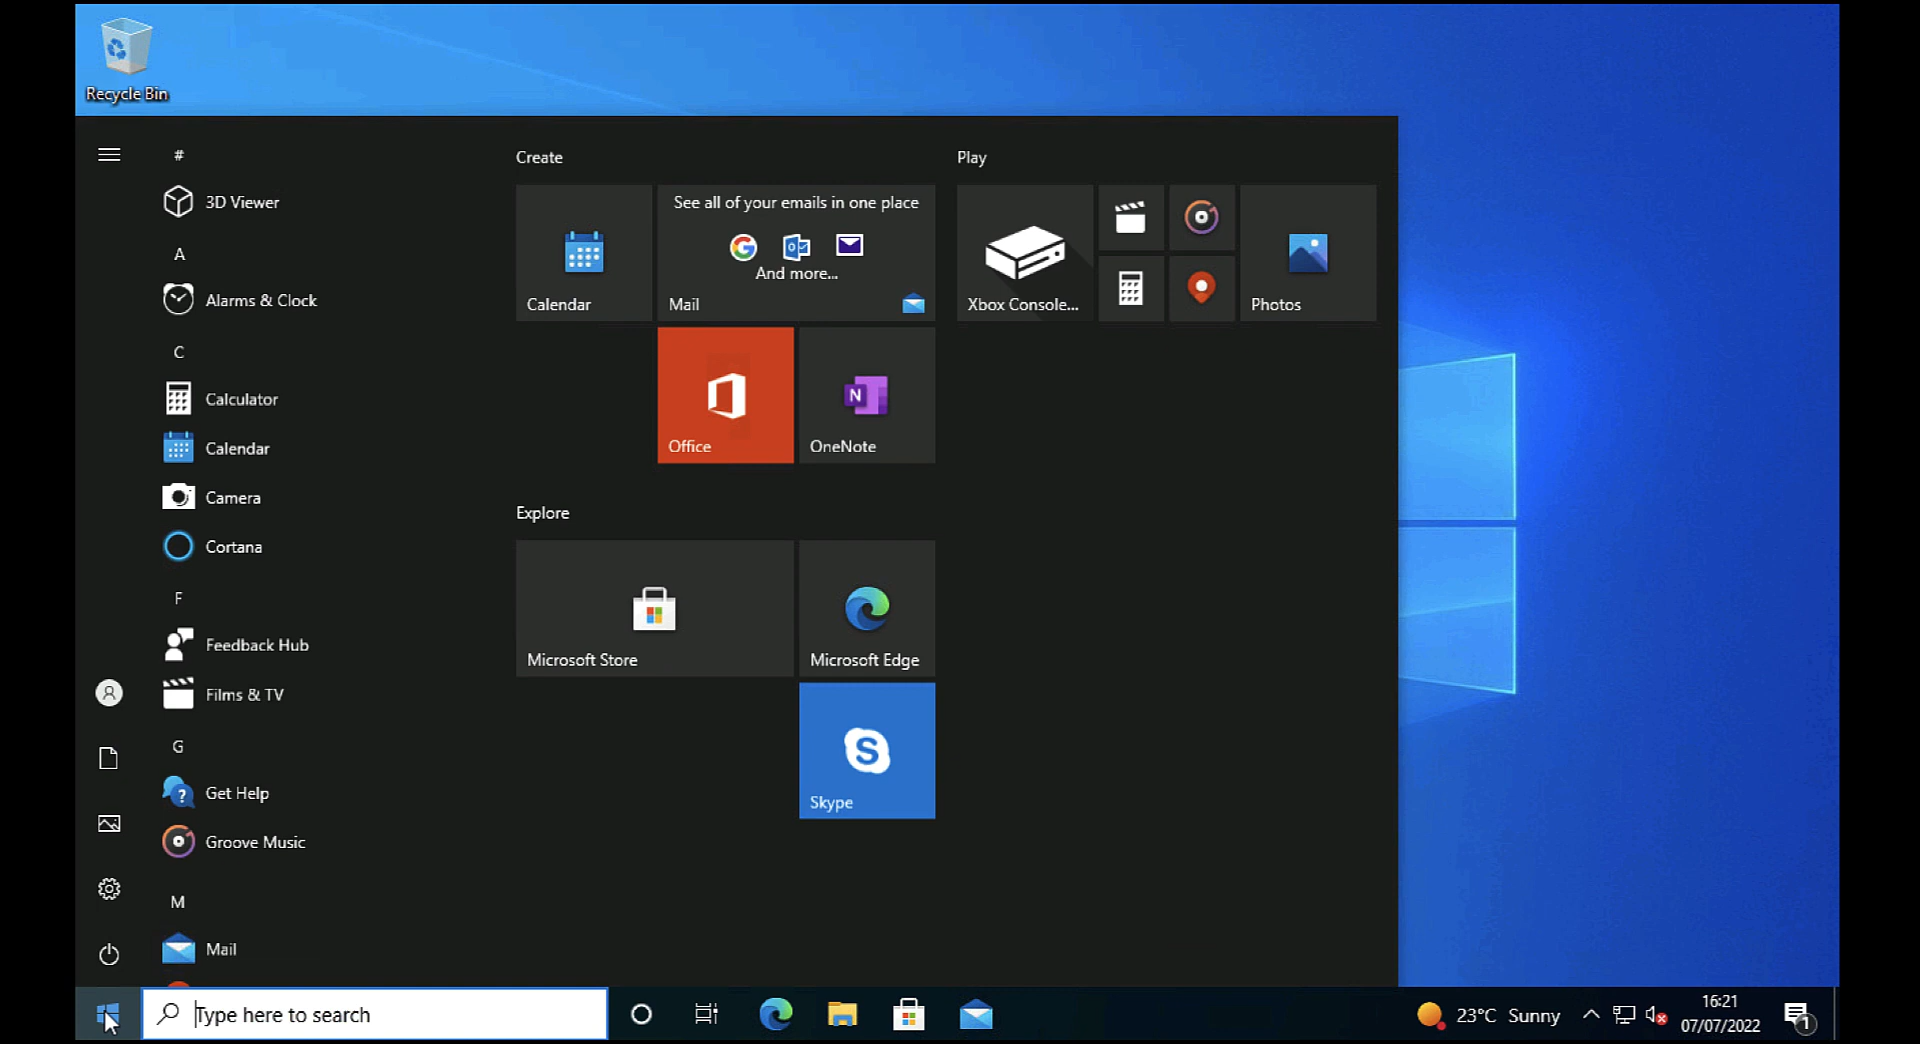 Recycle Bin
#
3D Viewer
A
Alarms & Clock
C
Calculator
Calendar
Camera
Cortana
F
Feedback Hub
Films & TV
G
Get Help
Groove Music
M
Mail
Create
Calendar
See all of your emails in one place
And more...
Mail
Office
OneNote
Explore
Microsoft Store
Microsoft Edge
Skype
Play
Xbox Console...
Photos
Type here to search
23°C Sunny
16:21
07/07/2022
1